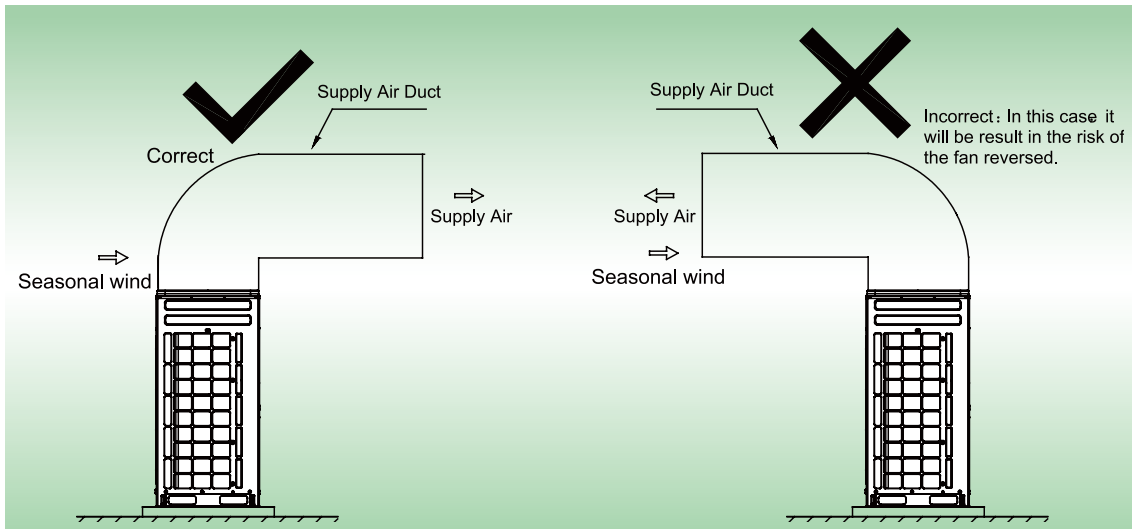 Supply Air Duct
Correct
Supply Air
Seasonal wind
Supply Air Duct
Incorrect: In this case it
will be result in the risk of
the fan reversed.
Supply Air
Seasonal wind